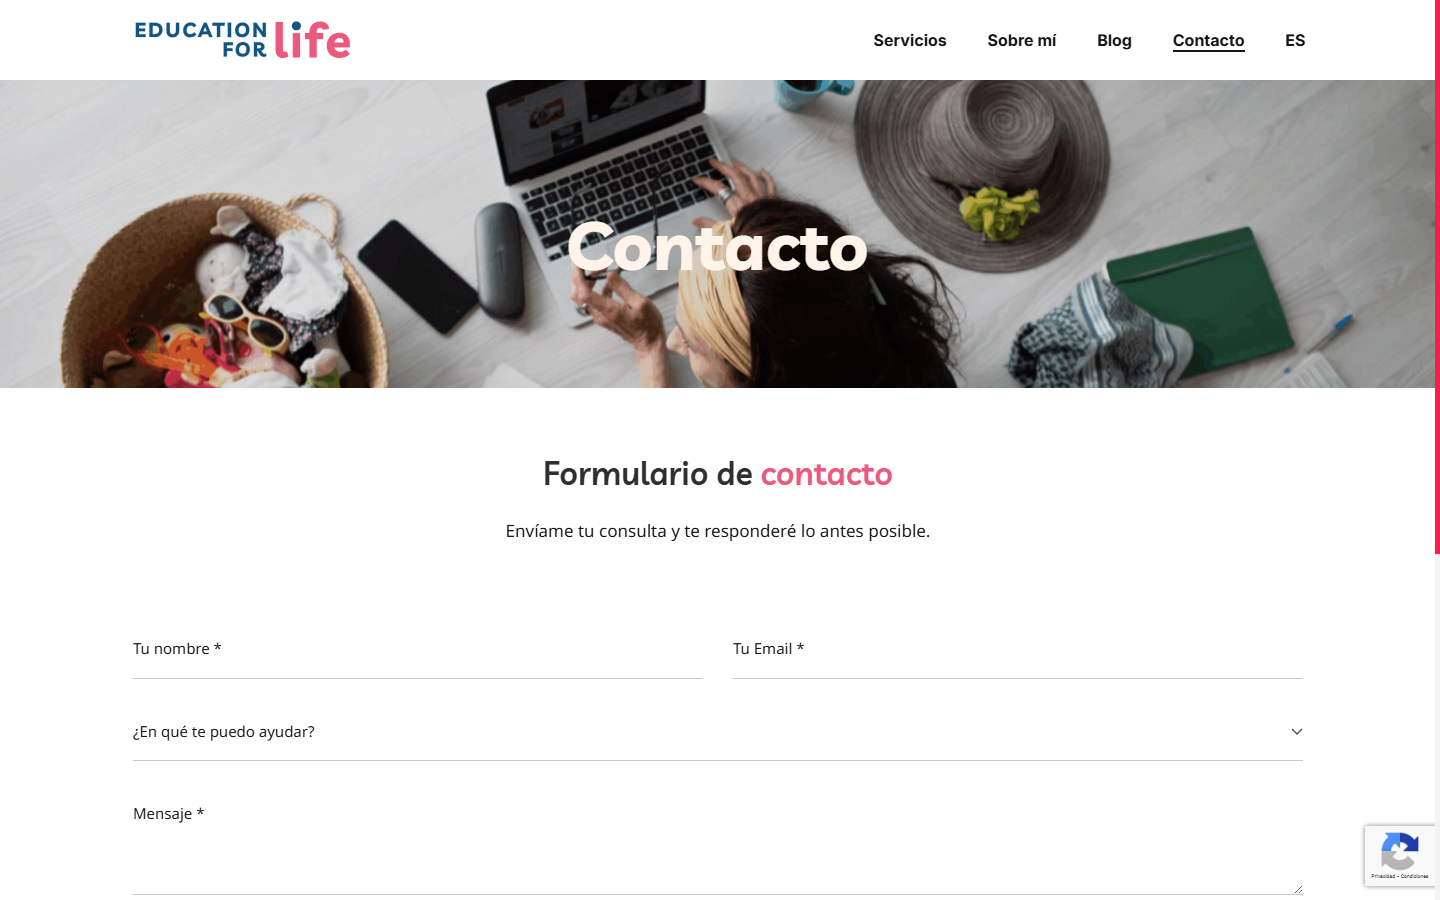 EDUCATION
FOR life
Servicios
Sobre mí
Blog
Contacto
ES
Contacto
Formulario de contacto
Envíame tu consulta y te responderé lo antes posible.
Tu nombre *
Tu Email *
¿En qué te puedo ayudar?
Mensaje *
Privacidad - Condiciones